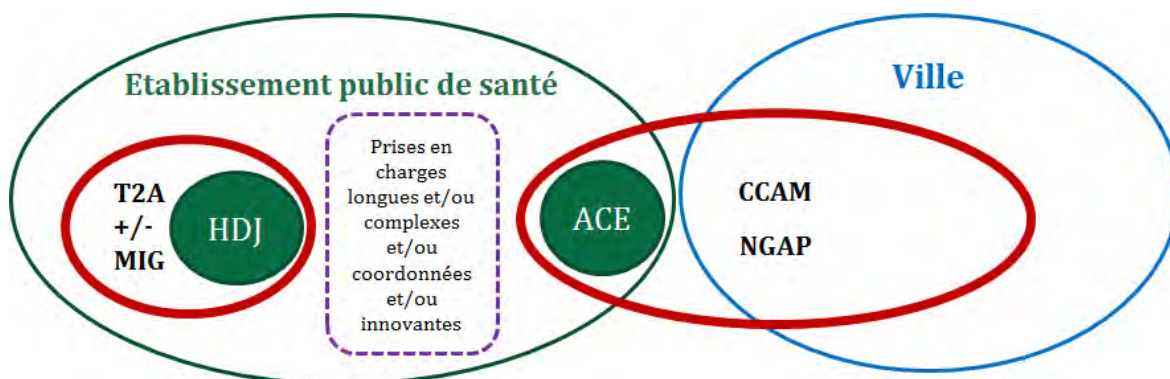 Etablissement public de santé
Ville
T2A
+/-
MIG
HDJ
Prises en
charges
longues et/ou
complexes
et/ou
coordonnées
et/ou
innovantes
ACE
CCAM
NGAP